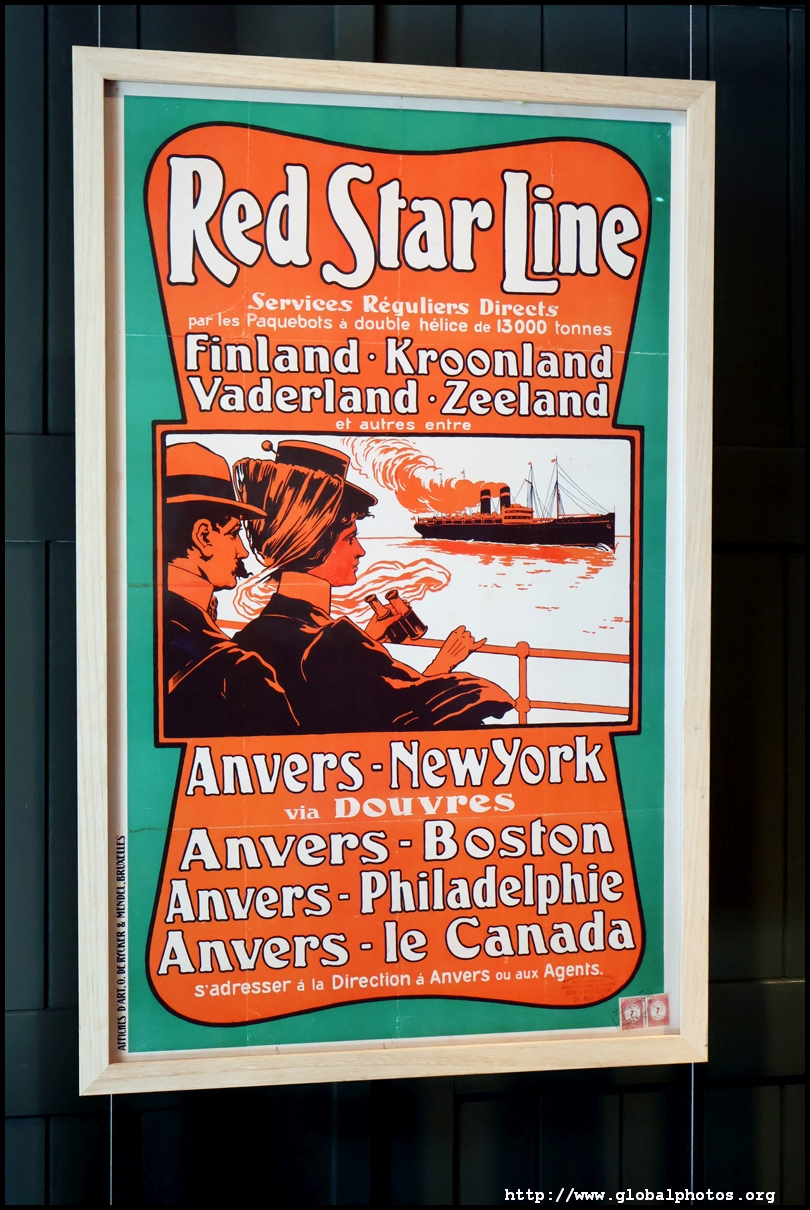 Red Star Line
Services Réguliers Directs
par les Paquebots à double hélice de 13000 tonnes
Finland · Kroonland
Vaderland · Zeeland
et autres entre
Anvers - New York
via Douvres
Anvers - Boston
Anvers - Philadelphie
Anvers - le Canada
s'adresser à la Direction à Anvers ou aux Agents.
AFFICHES D'ART, O. DE RYCKER & MENDEL, BRUXELLES
7 7
http://www.globalphotos.org